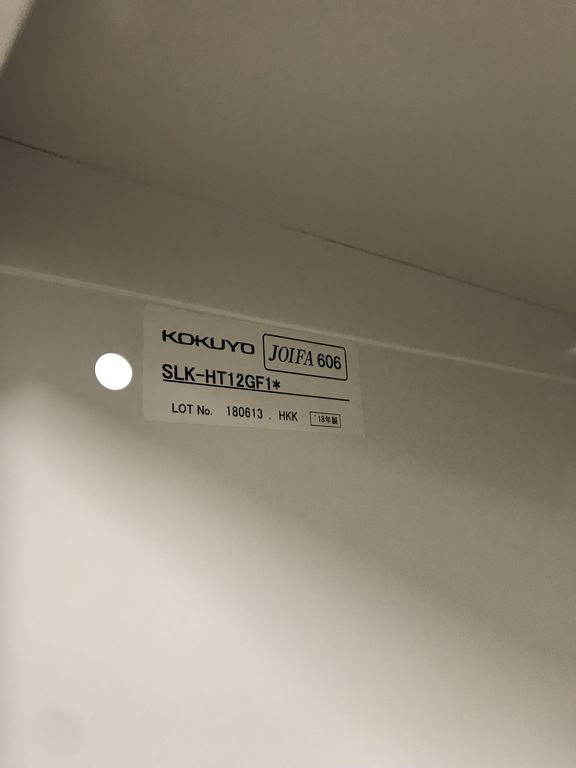 KOKUYO JOIFA 606
SLK-HT12GF1*
LOT No. 180613 . HKK '18年製